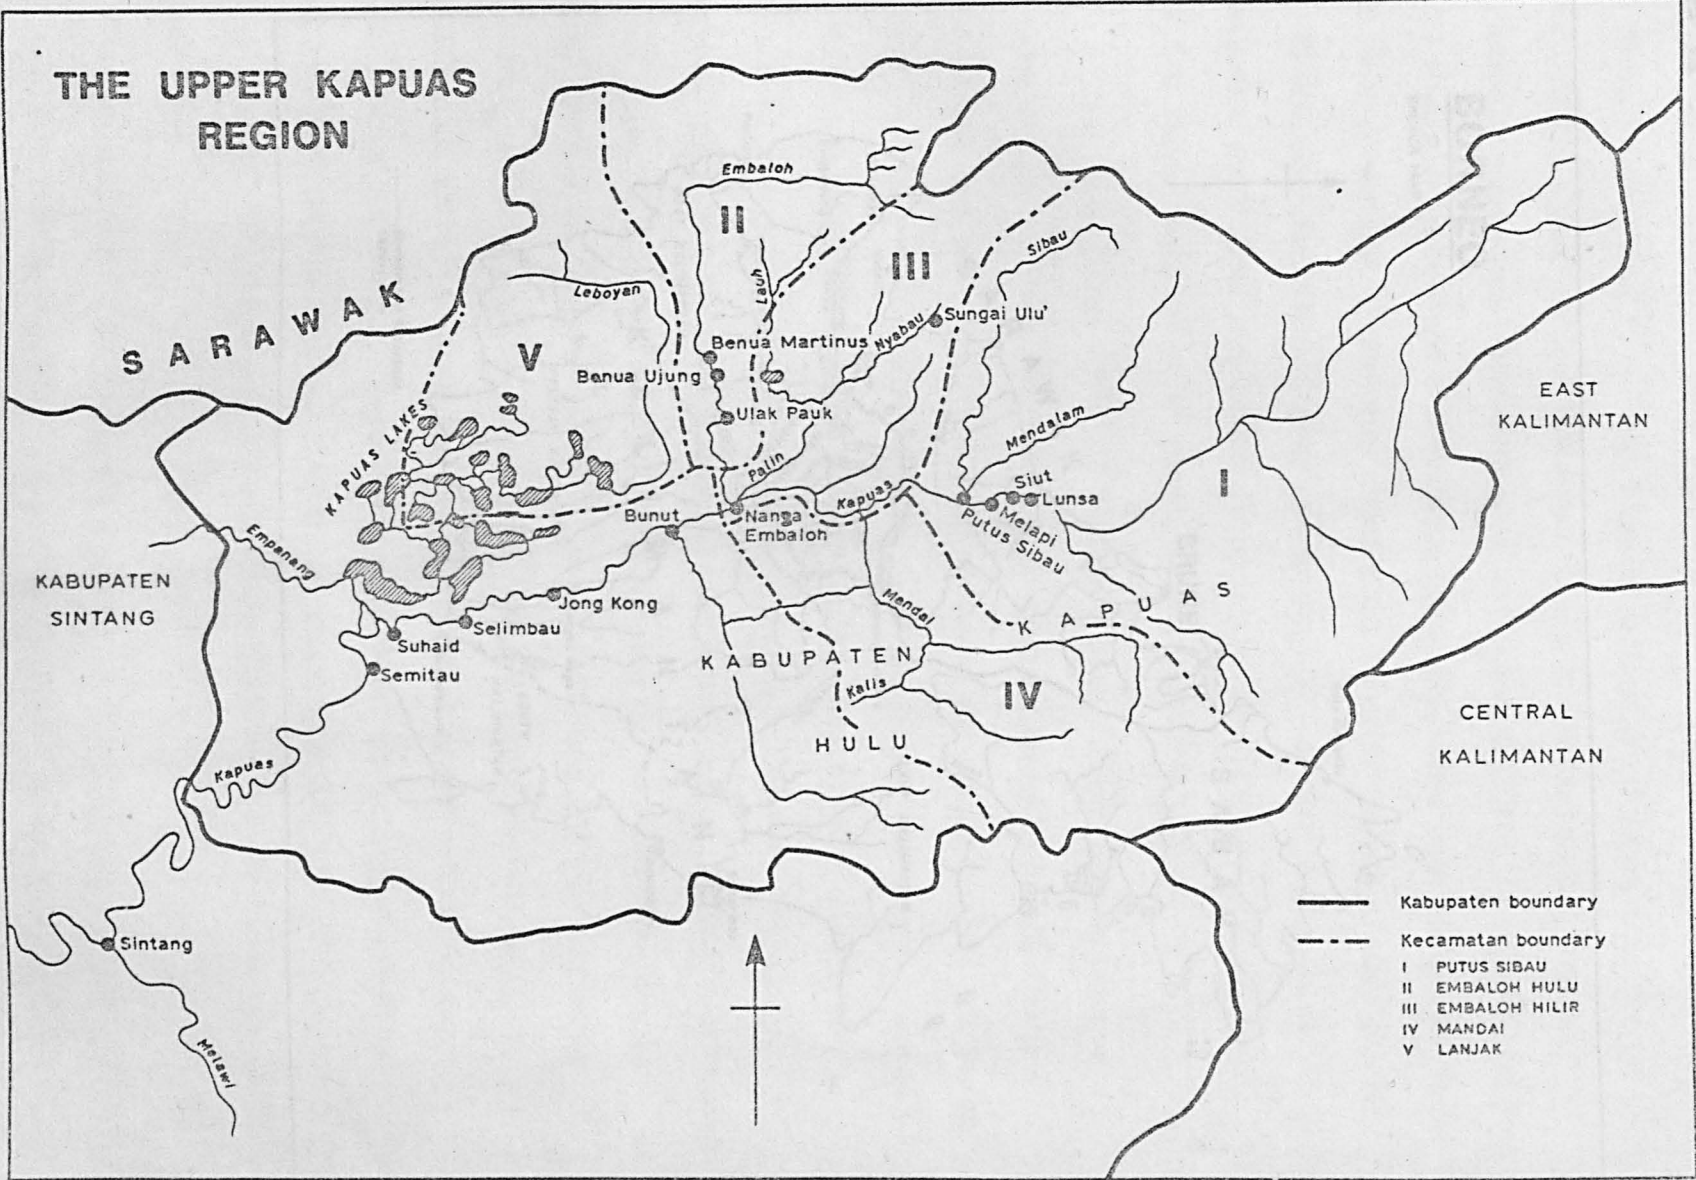 THE UPPER KAPUAS
REGION
SARAWAK
Embaloh
II
III
Sibau
Leboyan
Lauh
Nyabau
Sungai Ulu'
V
Benua Martinus
Benua Ujung
Ulak Pauk
KAPUAS LAKES
EAST
KALIMANTAN
Mendalam
Palin
Kapuas
Siut
Lunsa
Melapi
Putus Sibau
I
Bunut
Nanga
Embaloh
Empanang
KABUPATEN
SINTANG
Jong Kong
Selimbau
Suhaid
Semitau
Mendai
KAPUAS
KABUPATEN
Kalis
IV
HULU
CENTRAL
KALIMANTAN
Kapuas
Sintang
Melawi
Kabupaten boundary
Kecamatan boundary
I PUTUS SIBAU
II EMBALOH HULU
III EMBALOH HILIR
IV MANDAI
V LANJAK